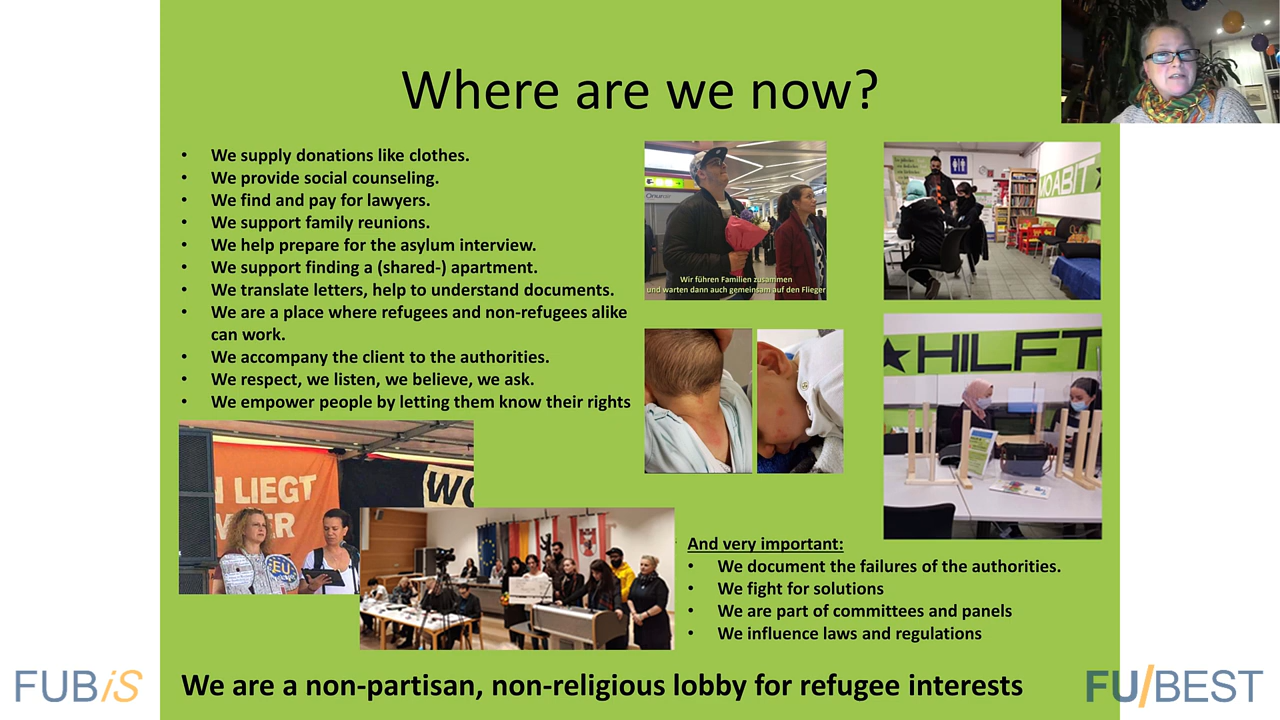 Where are we now?
• We supply donations like clothes.
• We provide social counseling.
• We find and pay for lawyers.
• We support family reunions.
• We help prepare for the asylum interview.
• We support finding a (shared-) apartment.
• We translate letters, help to understand documents.
• We are a place where refugees and non-refugees alike
can work.
• We accompany the client to the authorities.
• We respect, we listen, we believe, we ask.
• We empower people by letting them know their rights
Wir führen Familien zusammen
und warten dann auch gemeinsam auf den Flieger
MOABIT
HILFT
LIEGT
EU
And very important:
• We document the failures of the authorities.
• We fight for solutions
• We are part of committees and panels
• We influence laws and regulations
We are a non-partisan, non-religious lobby for refugee interests
FUBiS
FU/BEST